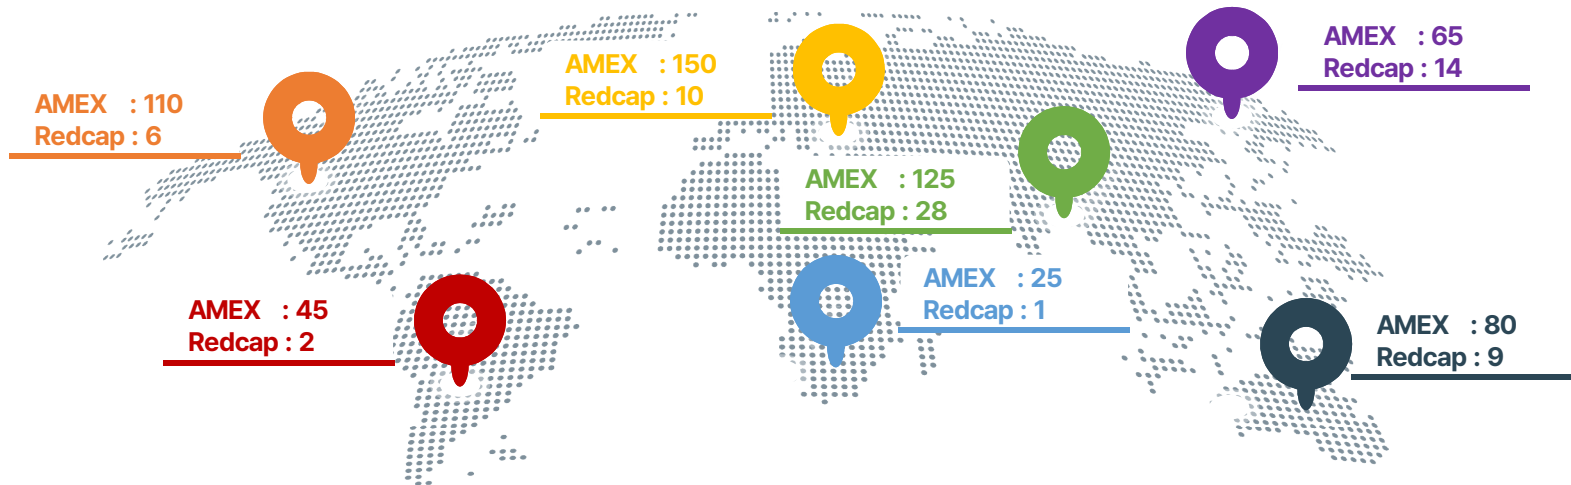 AMEX : 110
Redcap : 6
AMEX : 150
Redcap : 10
AMEX : 65
Redcap : 14
AMEX : 125
Redcap : 28
AMEX : 45
Redcap : 2
AMEX : 25
Redcap : 1
AMEX : 80
Redcap : 9